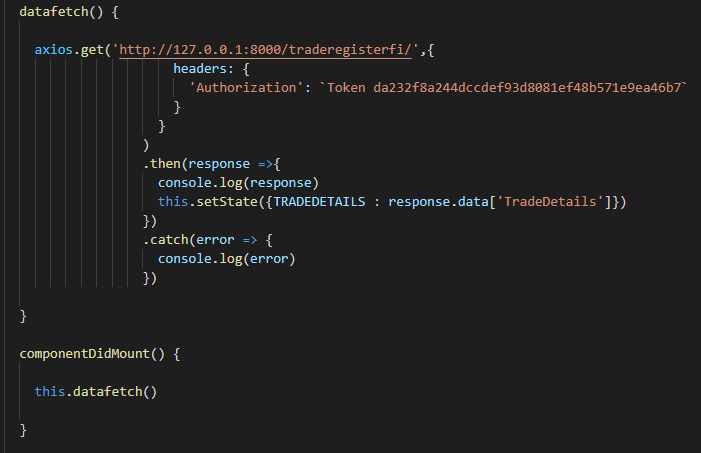 datafetch() {
axios.get('http://127.0.0.1:8000/traderegisterfi/',{
headers: {
'Authorization': `Token da232f8a244dccdef93d8081ef48b571e9ea46b7`
}
}
)
.then(response =>{
console.log(response)
this.setState({TRADEDETAILS : response.data['TradeDetails']})
})
.catch(error => {
console.log(error)
})
}
componentDidMount() {
this.datafetch()
}